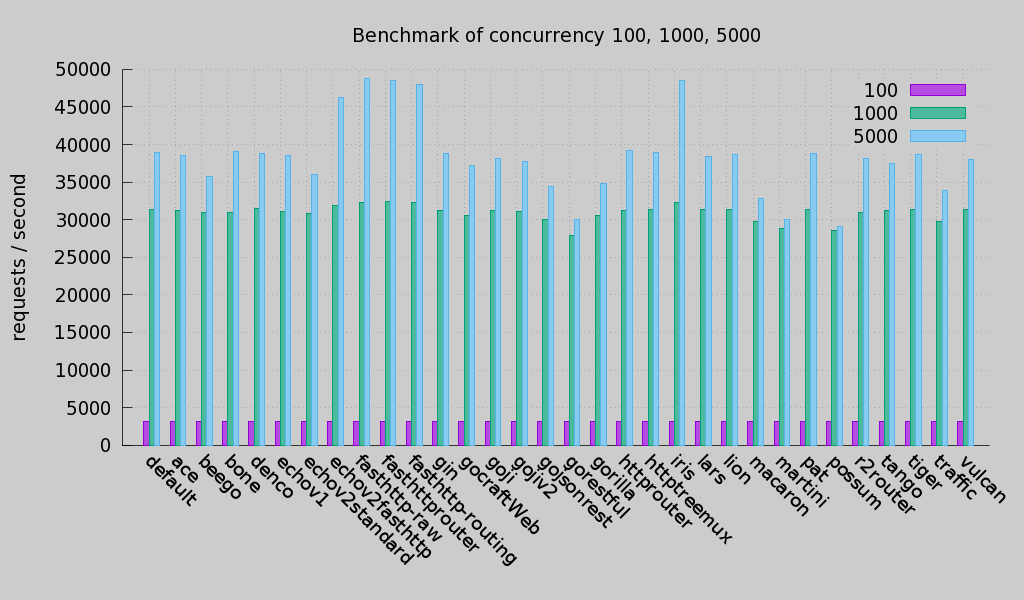 Benchmark of concurrency 100, 1000, 5000
requests / second
50000
45000
40000
35000
30000
25000
20000
15000
10000
5000
0
100
1000
5000
default
ace
beego
bone
denco
echov1
echov2standard
echov2fasthttp
fasthttp-raw
fasthttprouter
fasthttp-routing
gin
gocraftWeb
goji
gojiv2
gojsonrest
gorestful
gorilla
httprouter
httptreemux
iris
lars
lion
macaron
martini
pat
possum
r2router
tango
tiger
traffic
vulcan